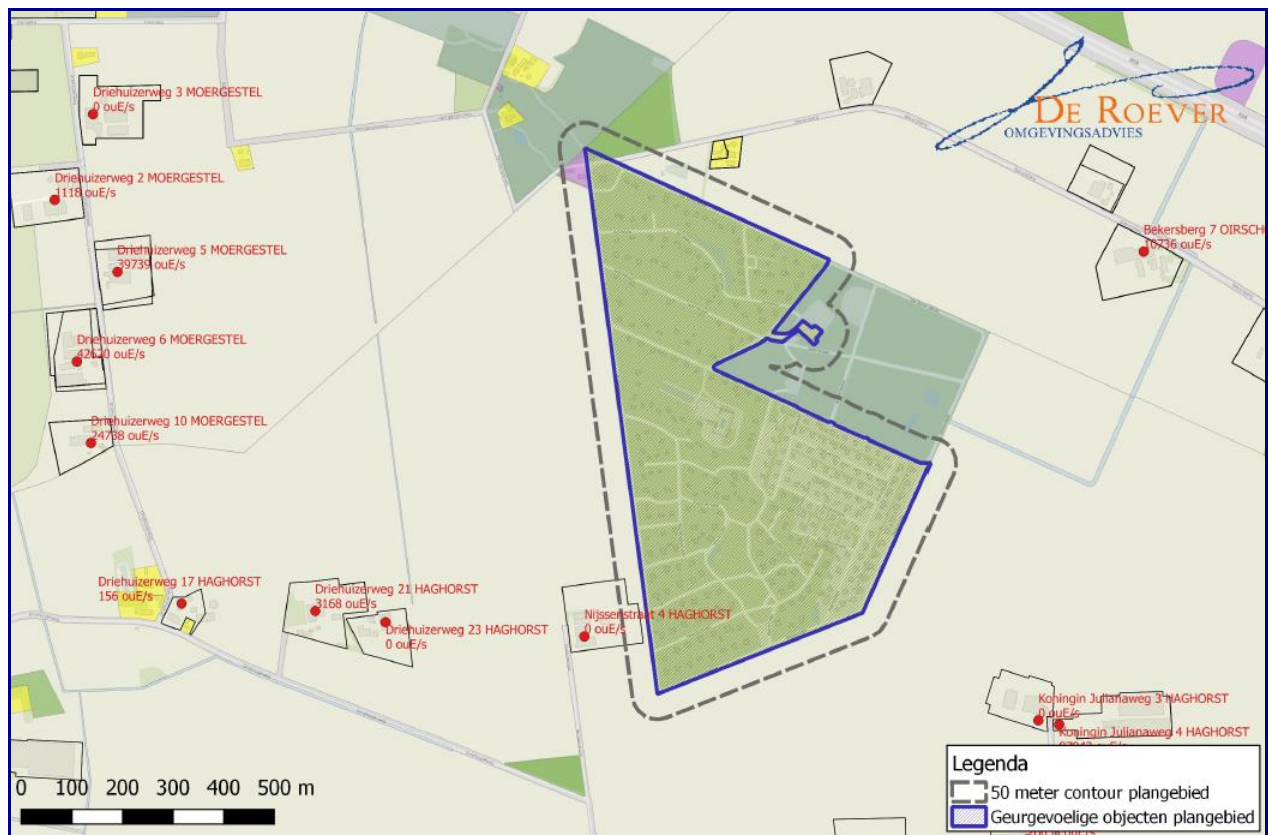 DE ROEVER
OMGEVINGSADVIES
Driehuizerweg 3 MOERGESTEL
0 ouE/s
Driehuizerweg 2 MOERGESTEL
1118 ouE/s
Driehuizerweg 5 MOERGESTEL
39739 ouE/s
Bekersberg 7 OIRSCH
10736 ouE/s
Driehuizerweg 6 MOERGESTEL
42620 ouE/s
Driehuizerweg 10 MOERGESTEL
24738 ouE/s
Driehuizerweg 17 HAGHORST
156 ouE/s
Driehuizerweg 21 HAGHORST
3168 ouE/s
Driehuizerweg 23 HAGHORST
0 ouE/s
Nijssenstraat 4 HAGHORST
0 ouE/s
Koningin Julianaweg 3 HAGHORST
0 ouE/s
Koningin Julianaweg 4 HAGHORST
0 100 200 300 400 500 m
Legenda
50 meter contour plangebied
Geurgevoelige objecten plangebied